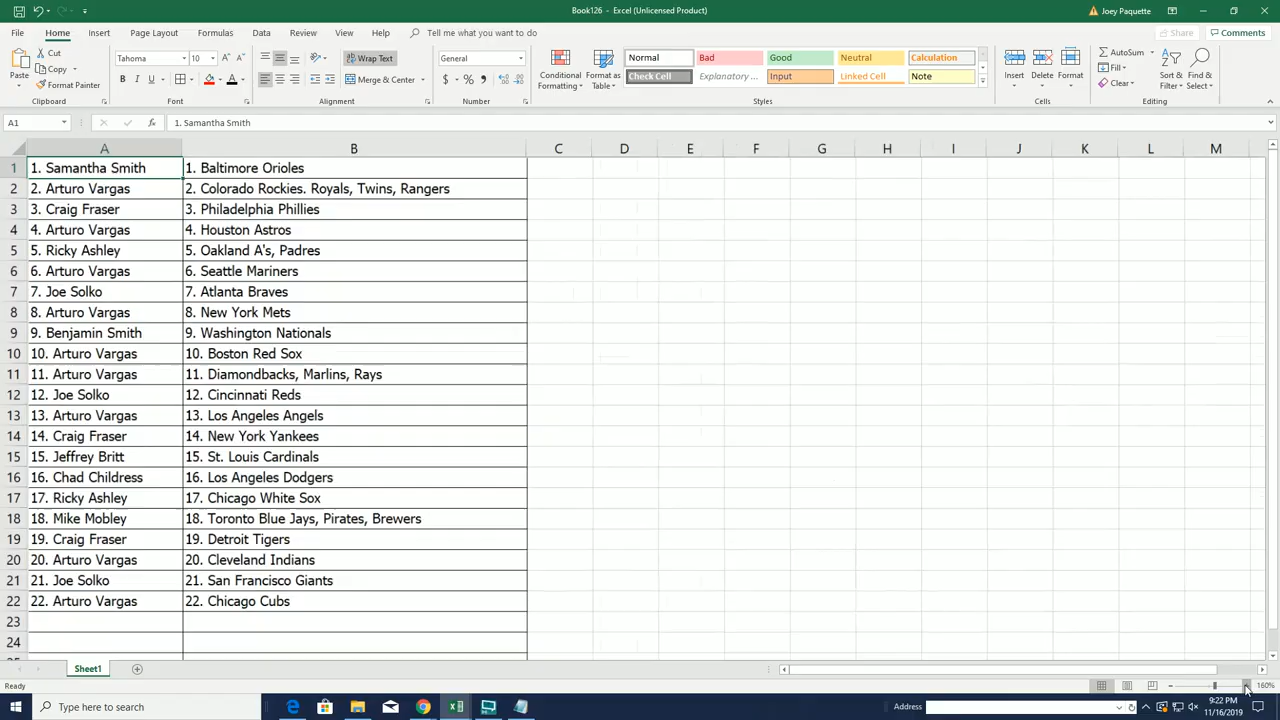 Book126 - Excel (Unlicensed Product)
Joey Paquette
File Home Insert Page Layout Formulas Data Review View Help Tell me what you want to do
Share Comments
Paste Cut Copy Format Painter
Tahoma 10
B I U
Wrap Text
Merge & Center
General
$ % ,
Conditional Formatting
Format as Table
Normal Bad Good Neutral Calculation
Check Cell Explanatory ... Input Linked Cell Note
Insert Delete Format
AutoSum
Fill
Clear
Sort & Filter
Find & Select
Clipboard Font Alignment Number Styles Cells Editing
A1 fx 1. Samantha Smith
A B C D E F G H I J K L M
1 1. Samantha Smith 1. Baltimore Orioles
2 2. Arturo Vargas 2. Colorado Rockies. Royals, Twins, Rangers
3 3. Craig Fraser 3. Philadelphia Phillies
4 4. Arturo Vargas 4. Houston Astros
5 5. Ricky Ashley 5. Oakland A's, Padres
6 6. Arturo Vargas 6. Seattle Mariners
7 7. Joe Solko 7. Atlanta Braves
8 8. Arturo Vargas 8. New York Mets
9 9. Benjamin Smith 9. Washington Nationals
10 10. Arturo Vargas 10. Boston Red Sox
11 11. Arturo Vargas 11. Diamondbacks, Marlins, Rays
12 12. Joe Solko 12. Cincinnati Reds
13 13. Arturo Vargas 13. Los Angeles Angels
14 14. Craig Fraser 14. New York Yankees
15 15. Jeffrey Britt 15. St. Louis Cardinals
16 16. Chad Childress 16. Los Angeles Dodgers
17 17. Ricky Ashley 17. Chicago White Sox
18 18. Mike Mobley 18. Toronto Blue Jays, Pirates, Brewers
19 19. Craig Fraser 19. Detroit Tigers
20 20. Arturo Vargas 20. Cleveland Indians
21 21. Joe Solko 21. San Francisco Giants
22 22. Arturo Vargas 22. Chicago Cubs
23
24
Sheet1
Ready 160%
Type here to search
Address
9:22 PM
11/16/2019